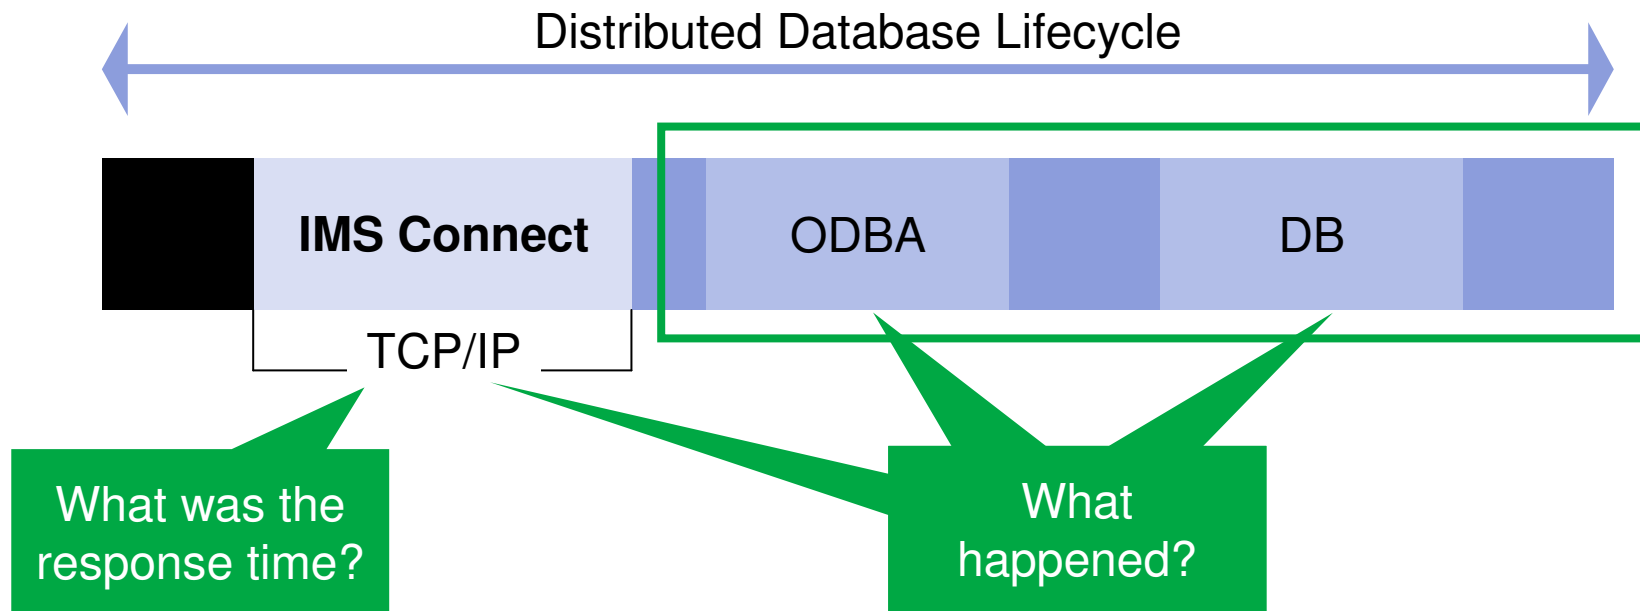 Distributed Database Lifecycle
IMS Connect
ODBA
DB
TCP/IP
What was the
response time?
What
happened?